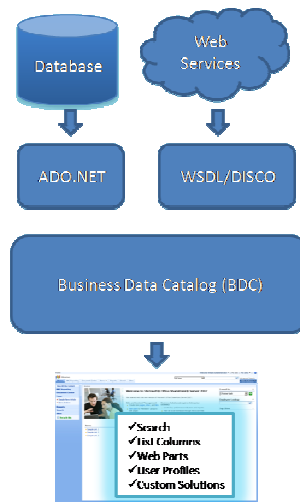 Database
Web
Services
ADO.NET
WSDL/DISCO
Business Data Catalog (BDC)
✓Search
✓List Columns
✓Web Parts
✓User Profiles
✓Custom Solutions